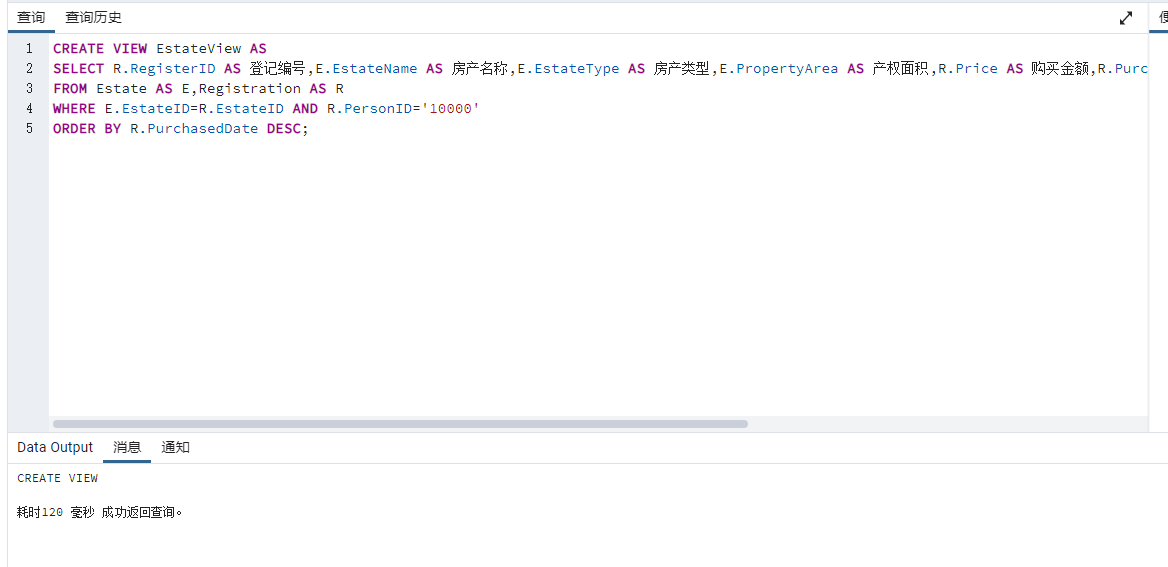 查询 查询历史
1 CREATE VIEW EstateView AS
2 SELECT R.RegisterID AS 登记编号,E.EstateName AS 房产名称,E.EstateType AS 房产类型,E.PropertyArea AS 产权面积,R.Price AS 购买金额,R.Purc
3 FROM Estate AS E,Registration AS R
4 WHERE E.EstateID=R.EstateID AND R.PersonID='10000'
5 ORDER BY R.PurchasedDate DESC;
Data Output 消息 通知
CREATE VIEW
耗时120 毫秒 成功返回查询。